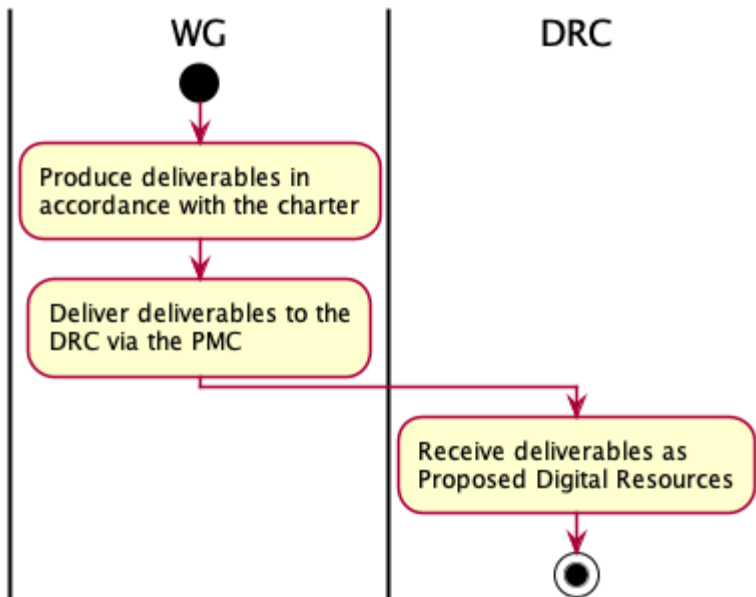 WG
DRC
Produce deliverables in
accordance with the charter
Deliver deliverables to the
DRC via the PMC
Receive deliverables as
Proposed Digital Resources